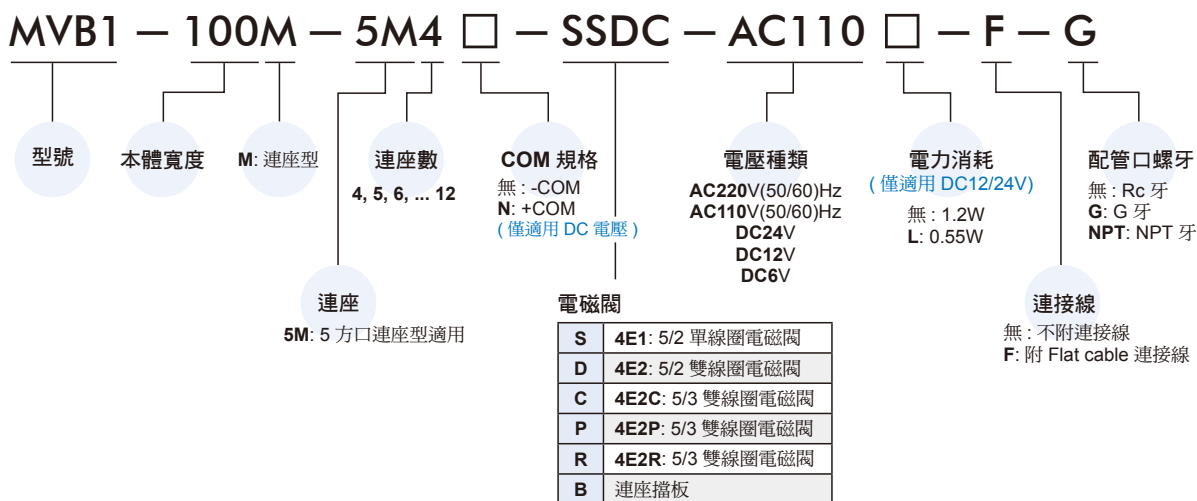 MVB1 — 100M — 5M4 □ — SSDC — AC110 □ — F — G
型號
本體寬度
M: 連座型
連座數
4, 5, 6, ... 12
COM 規格
無 : -COM
N: +COM
( 僅適用 DC 電壓 )
電壓種類
AC220V(50/60)Hz
AC110V(50/60)Hz
DC24V
DC12V
DC6V
電力消耗
( 僅適用 DC12/24V)
無 : 1.2W
L: 0.55W
配管口螺牙
無 : Rc 牙
G: G 牙
NPT: NPT 牙
連座
5M: 5 方口連座型適用
電磁閥
S 4E1: 5/2 單線圈電磁閥
D 4E2: 5/2 雙線圈電磁閥
C 4E2C: 5/3 雙線圈電磁閥
P 4E2P: 5/3 雙線圈電磁閥
R 4E2R: 5/3 雙線圈電磁閥
B 連座擋板
連接線
無 : 不附連接線
F: 附 Flat cable 連接線